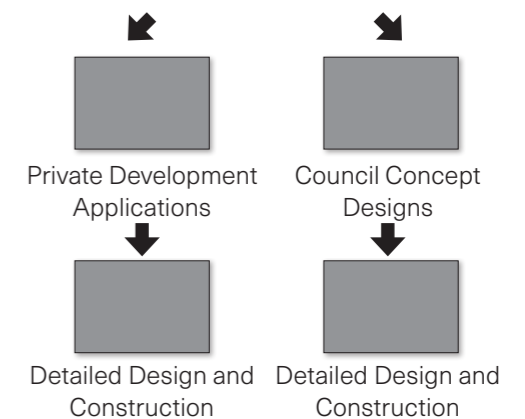 Private Development
Applications
Council Concept
Designs
Detailed Design and
Construction
Detailed Design and
Construction